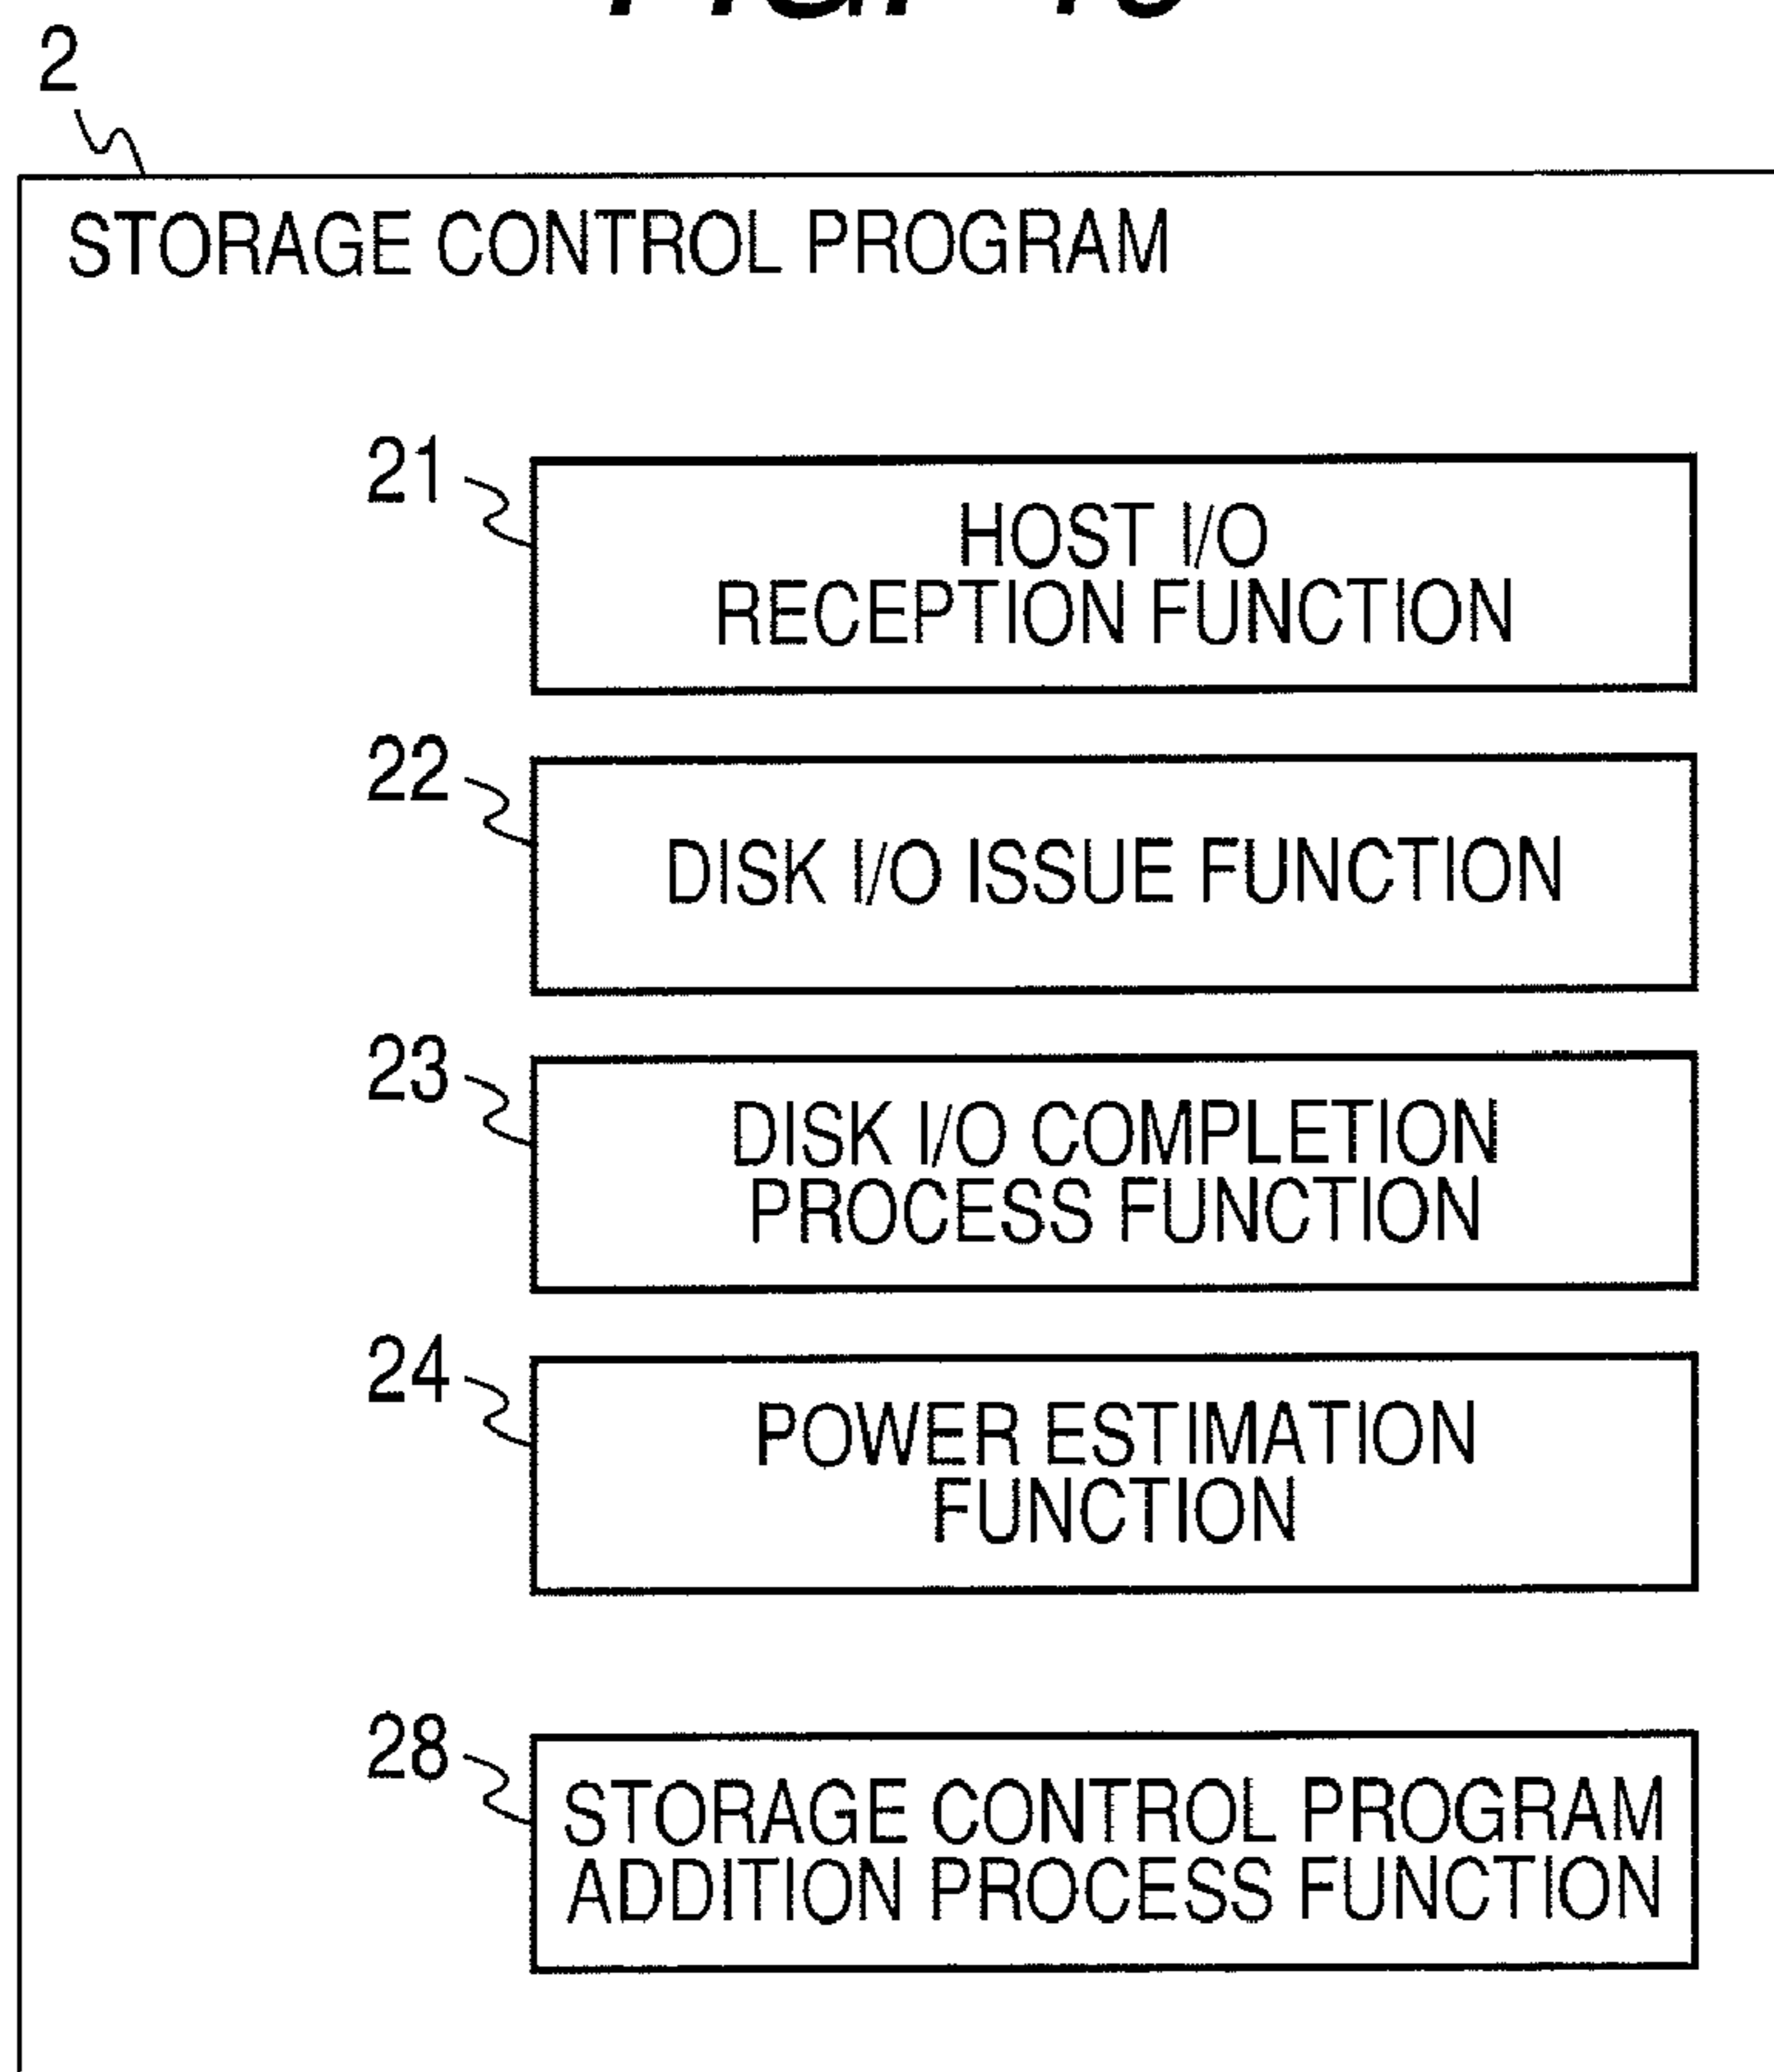 2
STORAGE CONTROL PROGRAM
21
HOST I/O
RECEPTION FUNCTION
22
DISK I/O ISSUE FUNCTION
23
DISK I/O COMPLETION
PROCESS FUNCTION
24
POWER ESTIMATION
FUNCTION
28
STORAGE CONTROL PROGRAM
ADDITION PROCESS FUNCTION